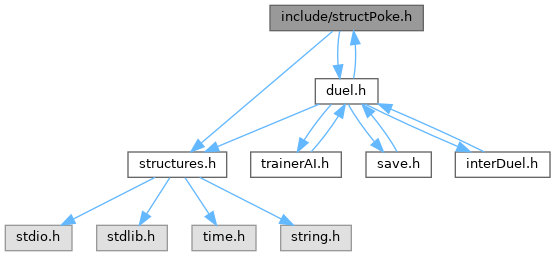 include/structPoke.h
duel.h
structures.h
trainerAI.h
save.h
interDuel.h
stdio.h
stdlib.h
time.h
string.h